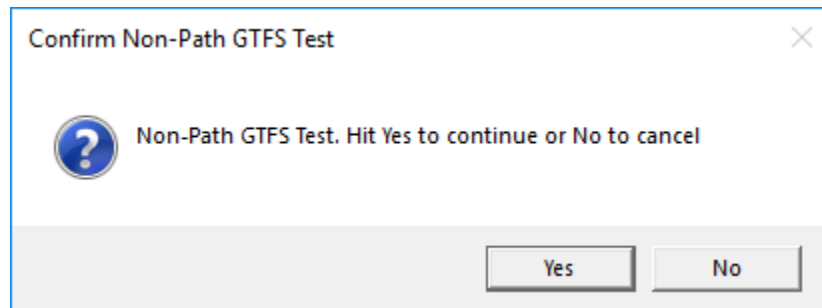 Confirm Non-Path GTFS Test
Non-Path GTFS Test. Hit Yes to continue or No to cancel
Yes
No